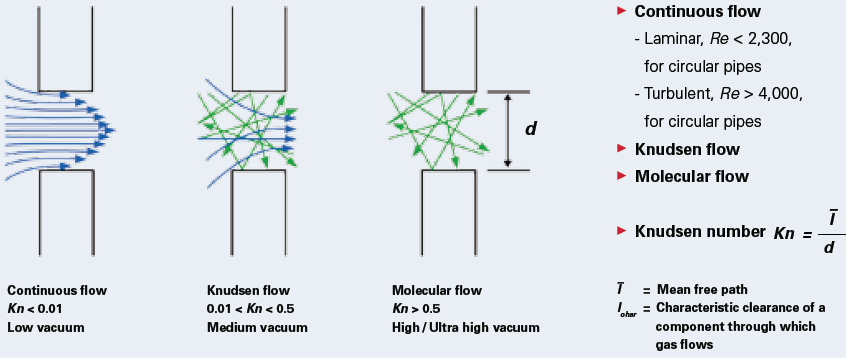 d
Continuous flow
Kn < 0.01
Low vacuum
Knudsen flow
0.01 < Kn < 0.5
Medium vacuum
Molecular flow
Kn > 0.5
High / Ultra high vacuum
► Continuous flow
- Laminar, Re < 2,300,
for circular pipes
- Turbulent, Re > 4,000,
for circular pipes
► Knudsen flow
► Molecular flow
► Knudsen number Kn = l̅ / d
l̅ = Mean free path
l_char = Characteristic clearance of a
component through which
gas flows